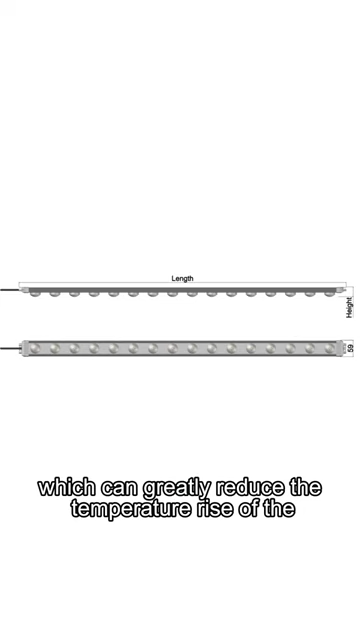 Length
Height
59
which can greatly reduce the
temperature rise of the